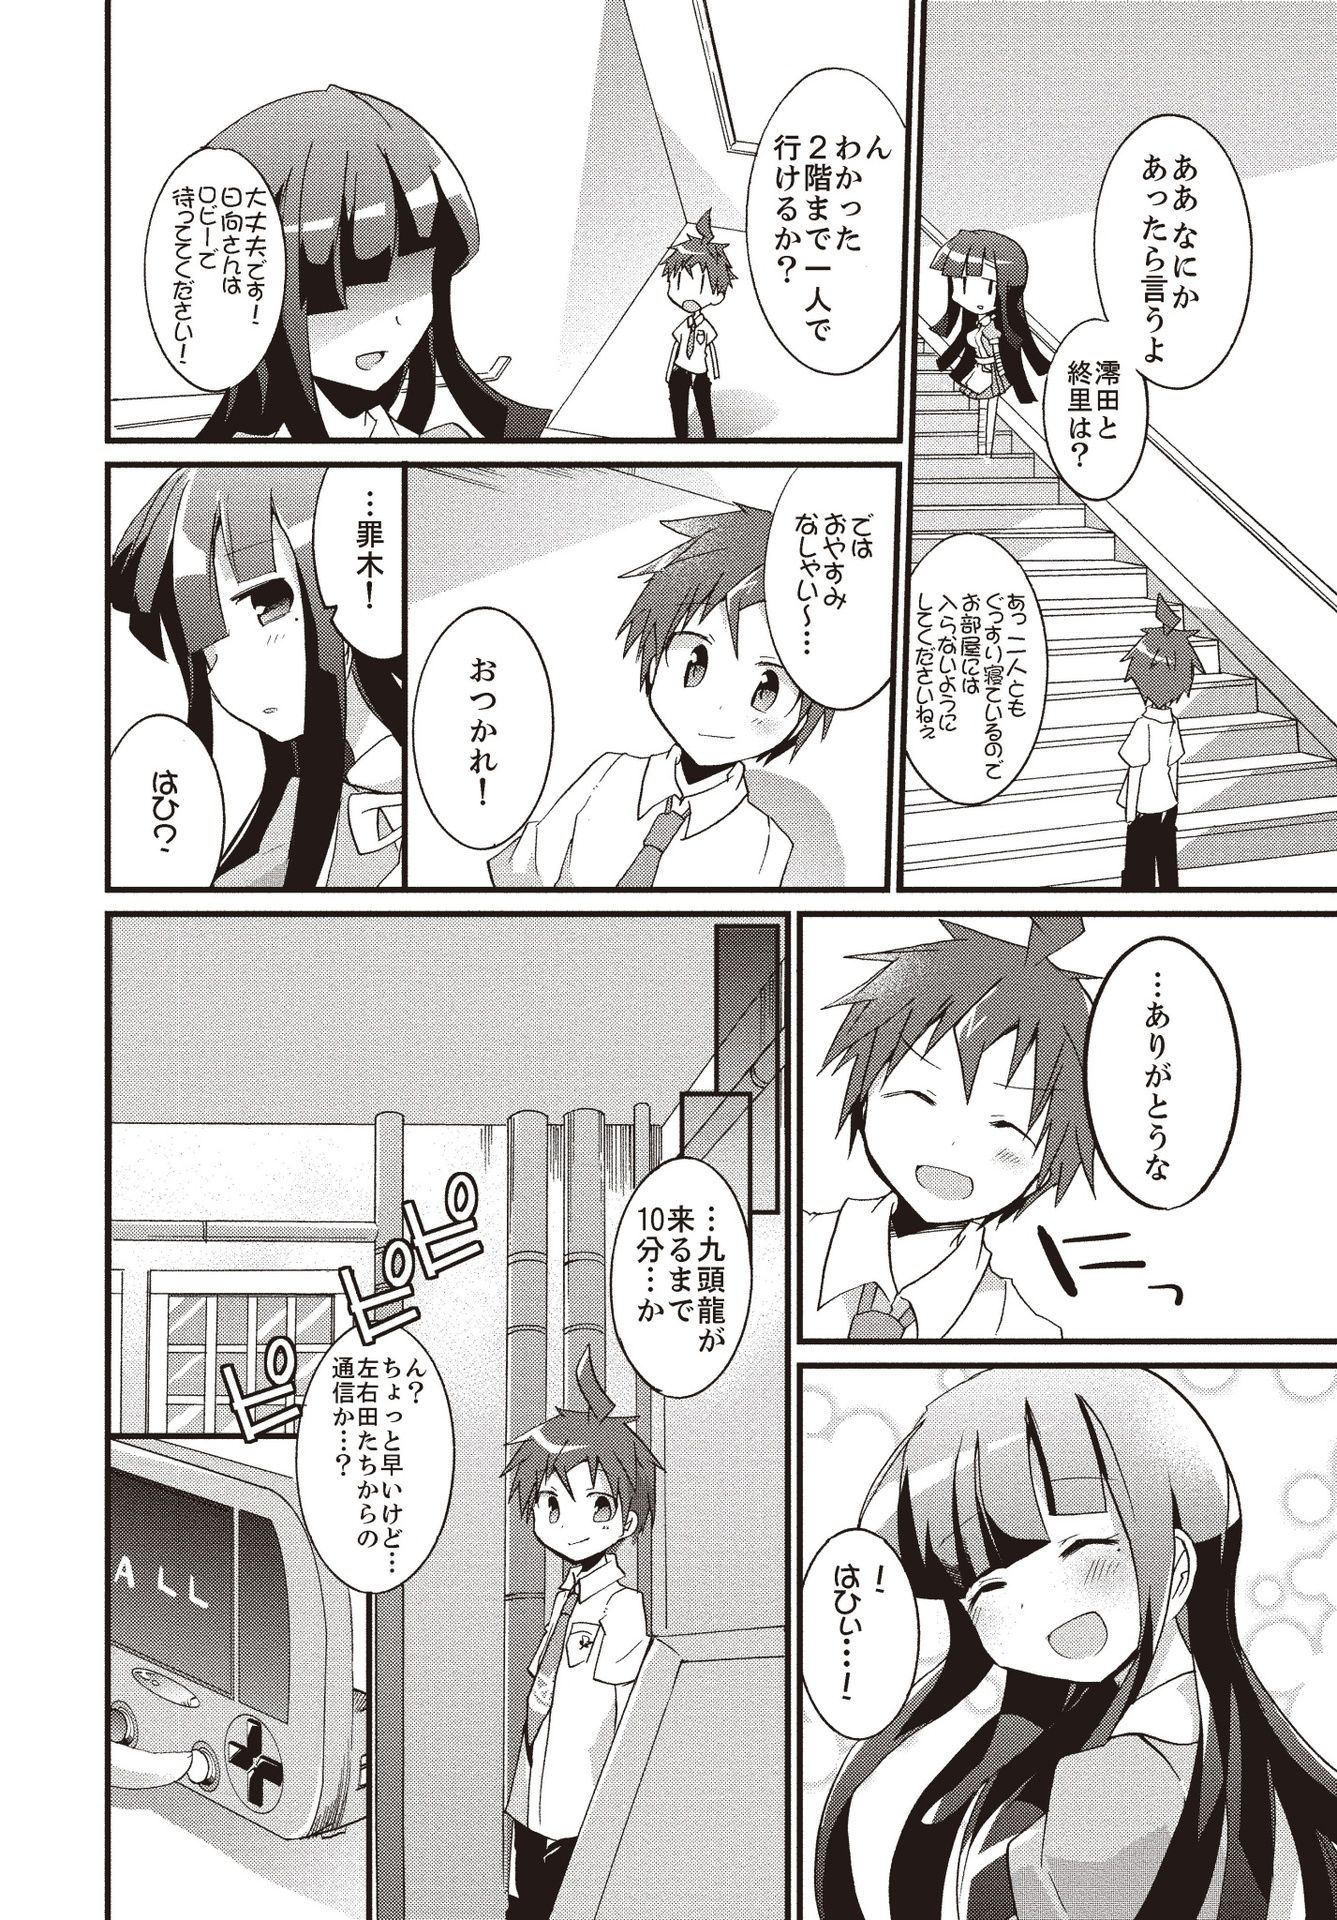 ああなにか
あったら言うよ
澪田と
終里は?
あっ二人とも
ぐっすり寝ているので
お部屋には
入らないように
してくださいねぇ
ん
わかった
2階まで一人で
行けるか?
大丈夫です!
日向さんは
ロビーで
待っててください!
では
おやすみ
なしゃい〜…
おつかれ!
…罪木!
はひ?
…ありがとうな
ニーっ
!
はひぃ…!
…九頭龍が
来るまで
10分…か
ピピピピ
ん?
ちょっと早いけど…
左右田たちからの
通信か…?
ALL